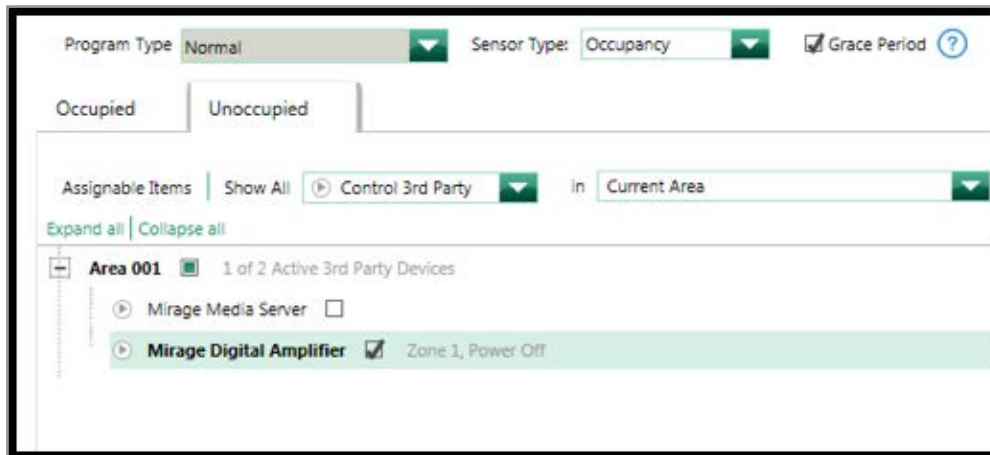 Program Type Normal Sensor Type: Occupancy Grace Period ?
Occupied Unoccupied
Assignable Items Show All Control 3rd Party In Current Area
Expand all Collapse all
Area 001 1 of 2 Active 3rd Party Devices
Mirage Media Server
Mirage Digital Amplifier Zone 1, Power Off